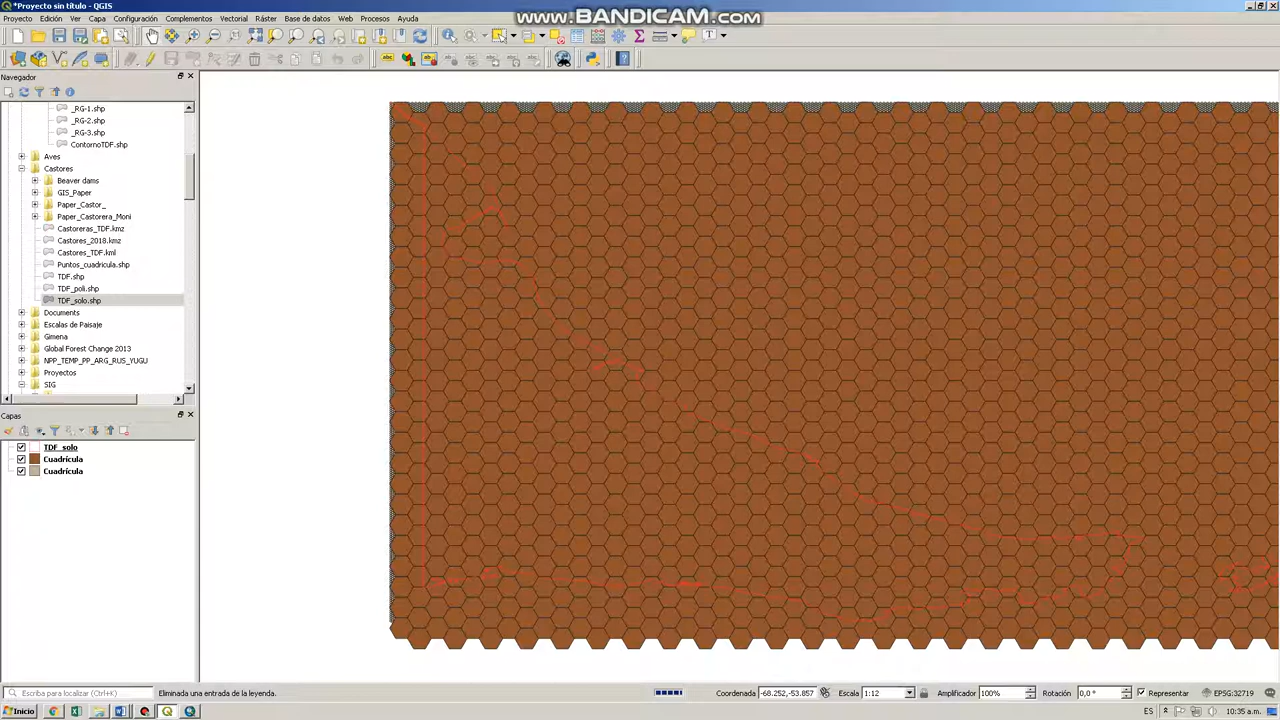 *Proyecto sin título - QGIS
www.BANDICAM.com
Proyecto Edición Ver Capa Configuración Complementos Vectorial Ráster Base de datos Web Procesos Ayuda
Navegador
_RG-1.shp
_RG-2.shp
_RG-3.shp
ContornoTDF.shp
Aves
Castores
Beaver dams
GIS_Paper
Paper_Castor_
Paper_Castorera_Moni
Castoreras_TDF.kmz
Castores_2018.kmz
Castores_TDF.kml
Puntos_cuadricula.shp
TDF.shp
TDF_poli.shp
TDF_solo.shp
Documents
Escalas de Paisaje
Gimena
Global Forest Change 2013
NPP_TEMP_PP_ARG_RUS_YUGU
Proyectos
SIG
Capas
TDF_solo
Cuadrícula
Cuadrícula
Escriba para localizar (Ctrl+K) Eliminada una entrada de la leyenda. Coordenada -68.252,-53.857 Escala 1:12 Amplificador 100% Rotación 0,0 ° Representar EPSG:32719
Inicio ES 10:35 a.m.